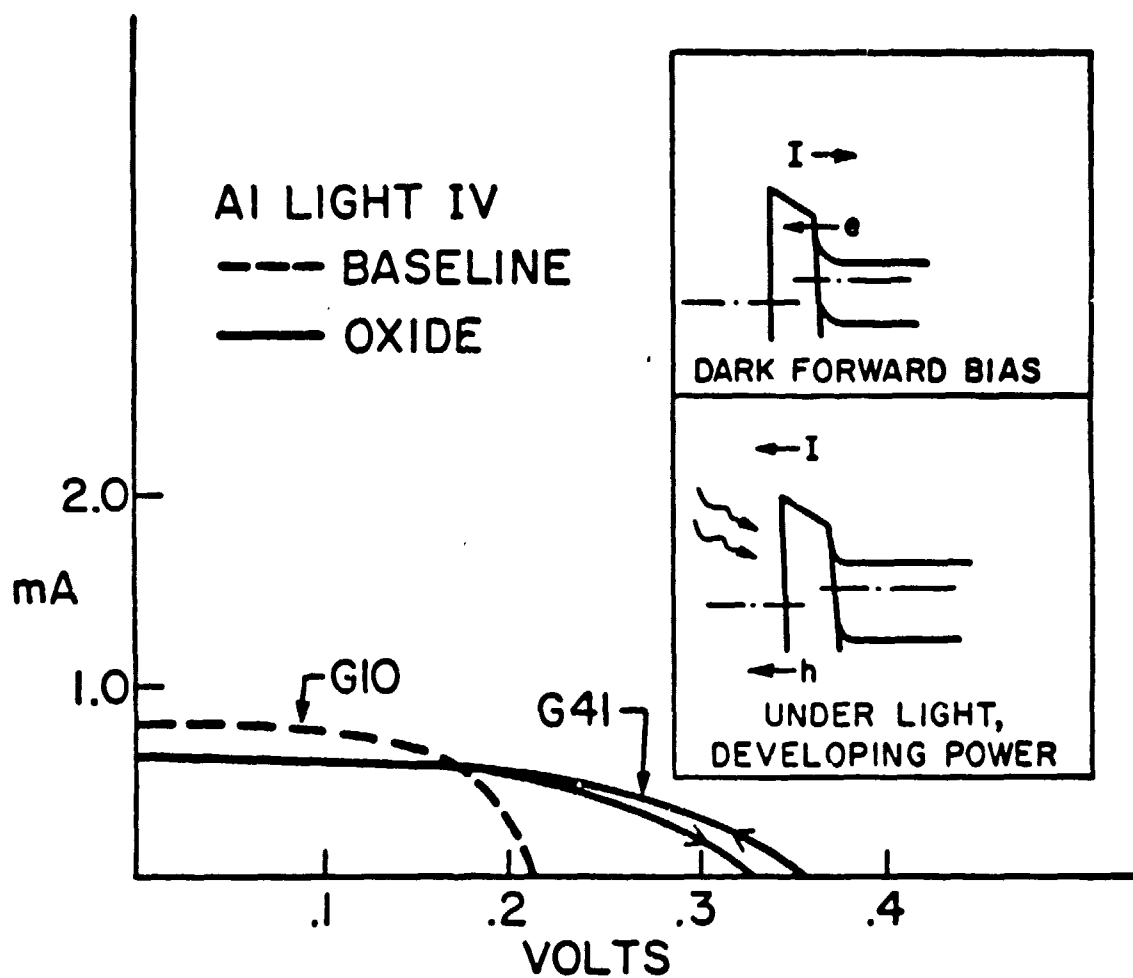 Al LIGHT IV
BASELINE
OXIDE
2.0
mA
1.0
G10
G41
.1
.2
.3
.4
VOLTS
I
e
DARK FORWARD BIAS
I
h
UNDER LIGHT,
DEVELOPING POWER